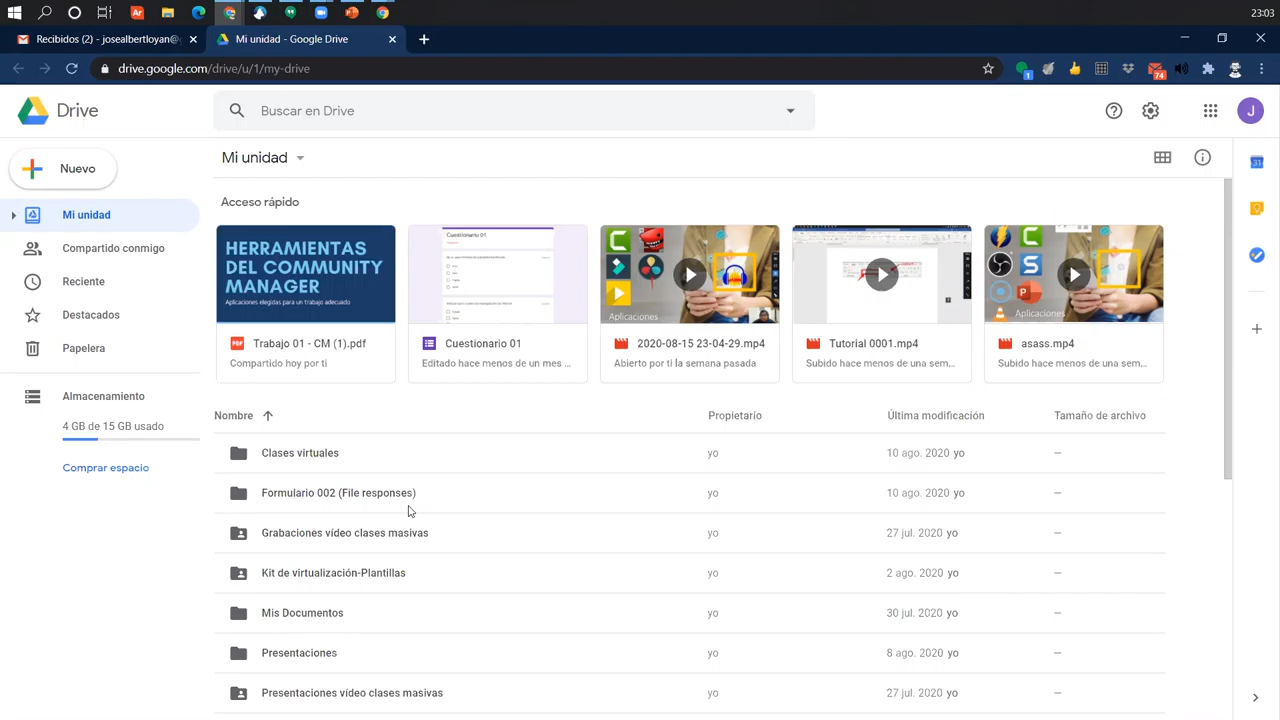 23:03
Recibidos (2) - josealbertloyan@
Mi unidad - Google Drive
drive.google.com/drive/u/1/my-drive
1
74
Drive
Buscar en Drive
J
Nuevo
Mi unidad
31
Mi unidad
Compartido conmigo
Reciente
Destacados
Papelera
Almacenamiento
4 GB de 15 GB usado
Comprar espacio
Acceso rápido
HERRAMIENTAS
DEL COMMUNITY
MANAGER
Aplicaciones elegidas para un trabajo adecuado
Trabajo 01 - CM (1).pdf
Compartido hoy por ti
Cuestionario 01
Cuestionario 01
Editado hace menos de un mes ...
Aplicaciones
2020-08-15 23-04-29.mp4
Abierto por ti la semana pasada
Tutorial 0001.mp4
Subido hace menos de una sem...
Aplicaciones
asass.mp4
Subido hace menos de una sem...
Nombre Propietario Última modificación Tamaño de archivo
Clases virtuales yo 10 ago. 2020 yo —
Formulario 002 (File responses) yo 10 ago. 2020 yo —
Grabaciones vídeo clases masivas yo 27 jul. 2020 yo —
Kit de virtualización-Plantillas yo 2 ago. 2020 yo —
Mis Documentos yo 30 jul. 2020 yo —
Presentaciones yo 8 ago. 2020 yo —
Presentaciones vídeo clases masivas yo 27 jul. 2020 yo —